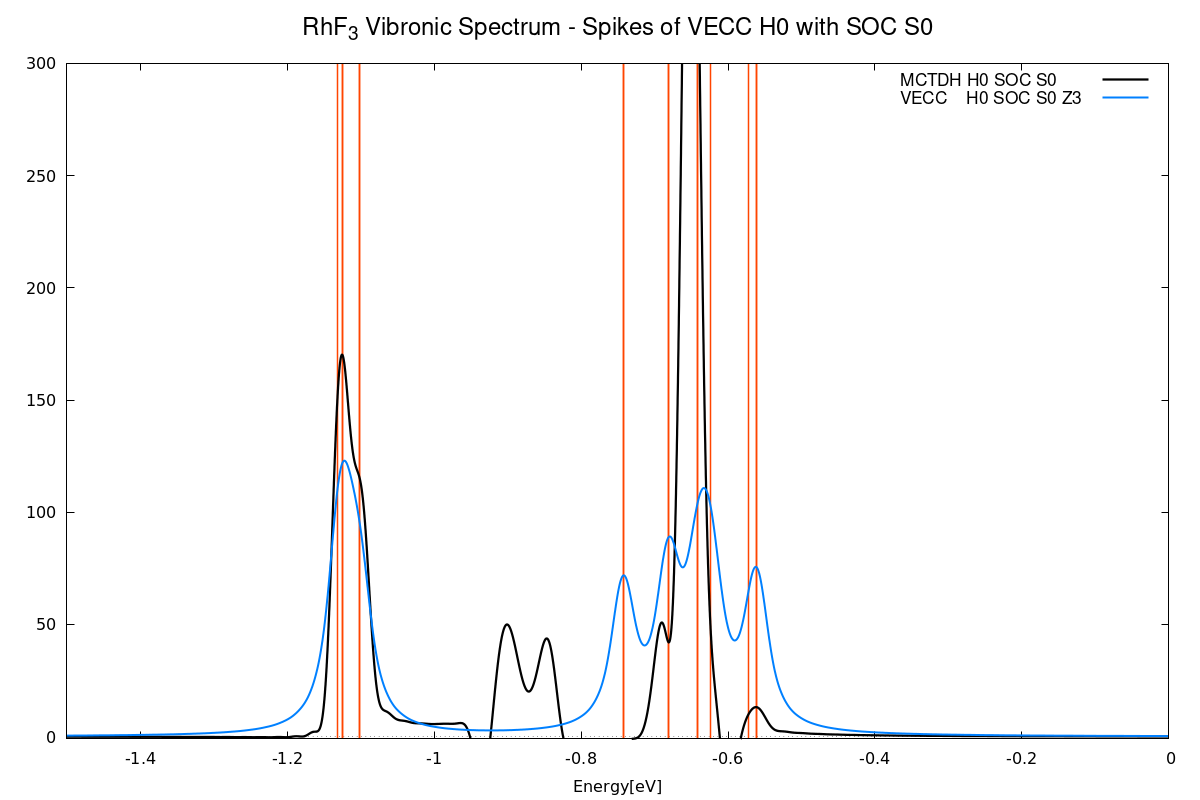 RhF3 Vibronic Spectrum - Spikes of VECC H0 with SOC S0
MCTDH H0 SOC S0
VECC    H0 SOC S0 Z3
300
250
200
150
100
50
0
-1.4 -1.2 -1 -0.8 -0.6 -0.4 -0.2 0
Energy[eV]